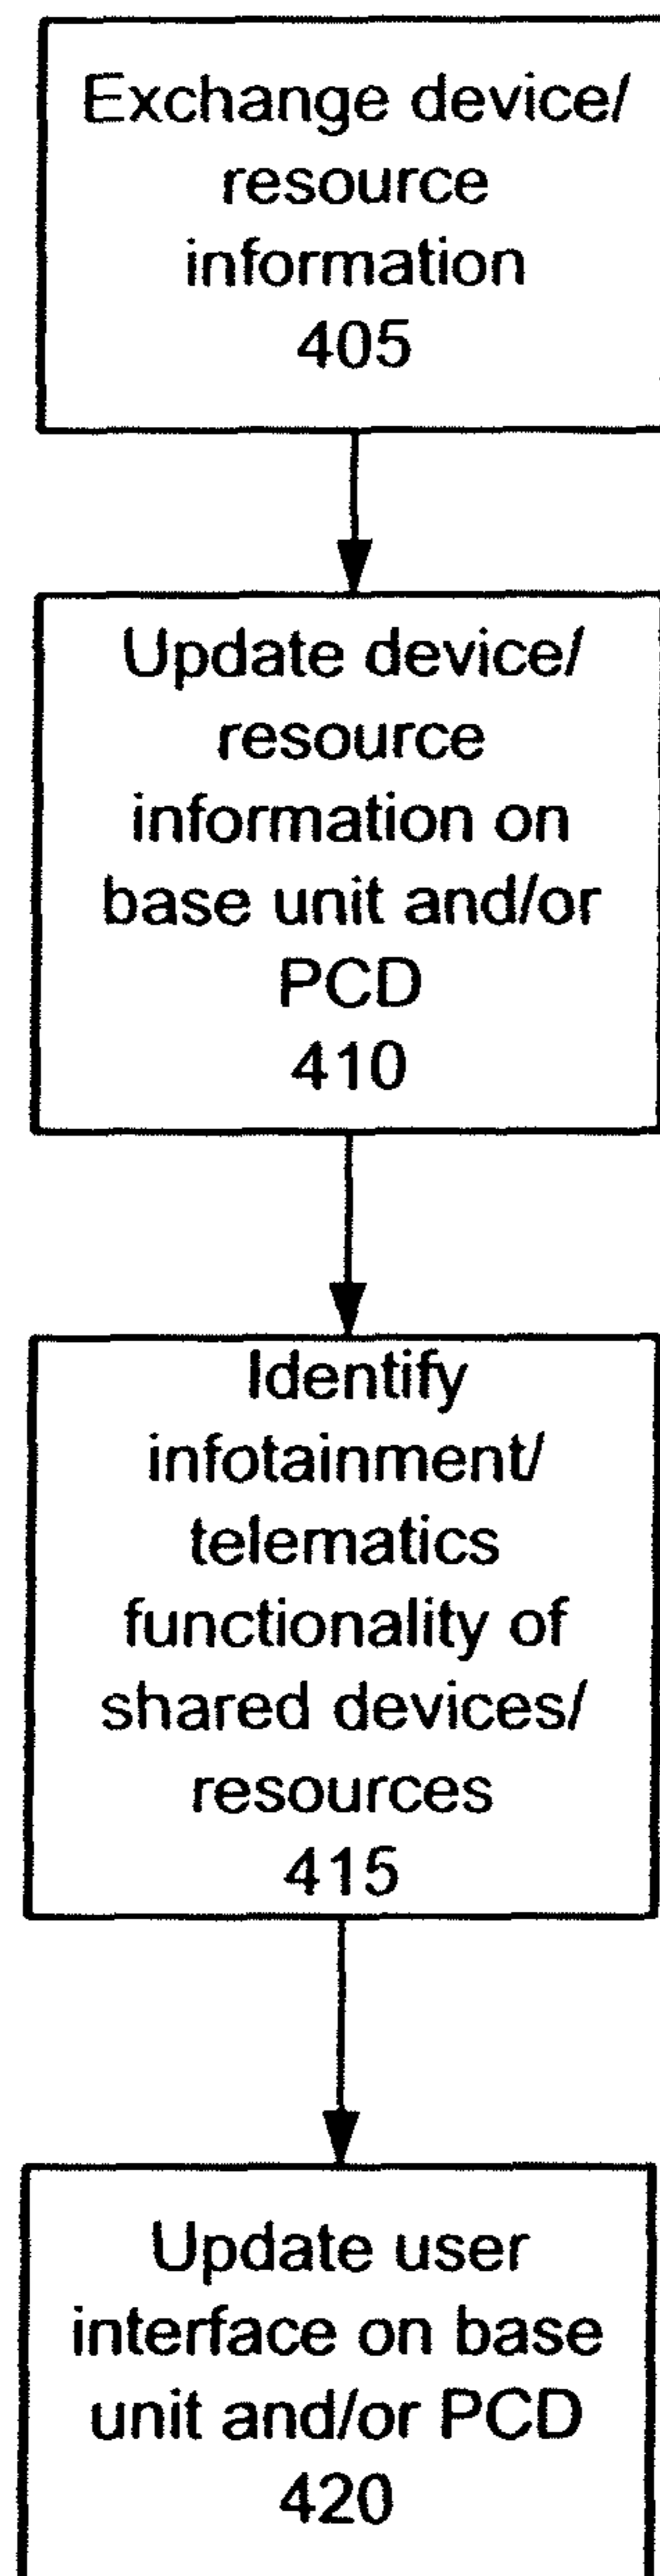 Exchange device/
resource
information
405
Update device/
resource
information on
base unit and/or
PCD
410
Identify
infotainment/
telematics
functionality of
shared devices/
resources
415
Update user
interface on base
unit and/or PCD
420